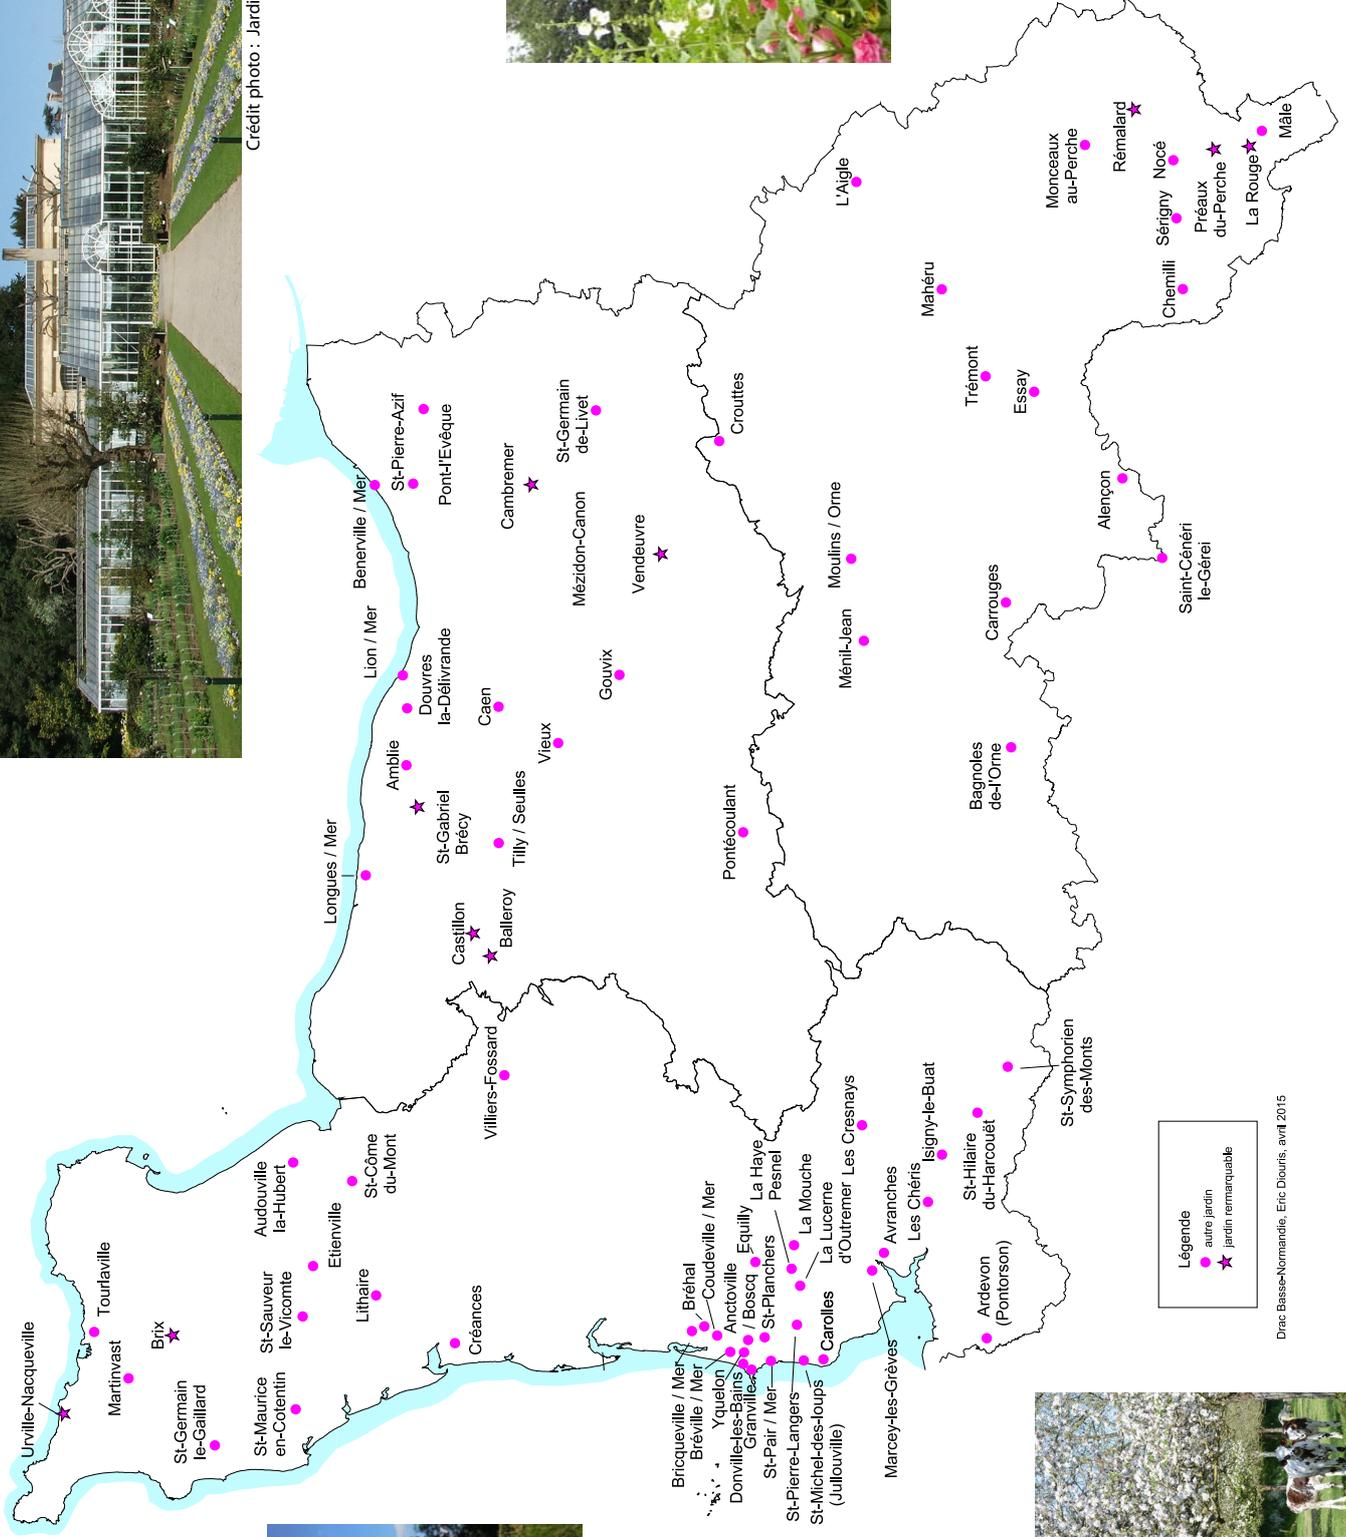 Crédit photo : Jardi
Urville-Nacqueville
Tourlaville
Martinvast
Brix
St-Germain
le-Gaillard
St-Maurice
en-Cotentin
St-Sauveur
le-Vicomte
Audouville
la-Hubert
Etienville
St-Côme
du-Mont
Lithaire
Créances
Villiers-Fossard
Bricqueville / Mer
Bréhal
Bréville / Mer
Coudeville / Mer
Yquelon
Anctoville
/ Boscq
Donville-les-Bains
Granville
Equilly
St-Planchers
St-Pair / Mer
La Haye
Pesnel
La Mouche
La Lucerne
d'Outremer
St-Pierre-Langers
St-Michel-des-loups
(Jullouville)
Carolles
Les Cresnays
Marcey-les-Grèves
Avranches
Les Chéris
Isigny-le-Buat
St-Hilaire
du-Harcouët
Ardevon
(Pontorson)
St-Symphorien
des-Monts
Longues / Mer
Castillon
Balleroy
St-Gabriel
Brécy
Tilly / Seulles
Amblie
Lion / Mer
Douvres
la-Délivrande
Caen
Vieux
Gouvix
Benerville / Mer
St-Pierre-Azif
Pont-l'Evêque
Cambremer
St-Germain
de-Livet
Mézidon-Canon
Vendeuvre
Pontécoulant
Crouttes
Moulins / Orne
Ménil-Jean
Bagnoles
de-l'Orne
Carrouges
Alençon
Saint-Cénéri
le-Gérei
L'Aigle
Mahéru
Trémont
Essay
Monceaux
au-Perche
Rémalard
Nocé
Sérigny
Préaux
du-Perche
La Rouge
Mâle
Chemilli
Légende
autre jardin
jardin rermarquable
Drac Basse-Normandie, Eric Diouris, avril 2015